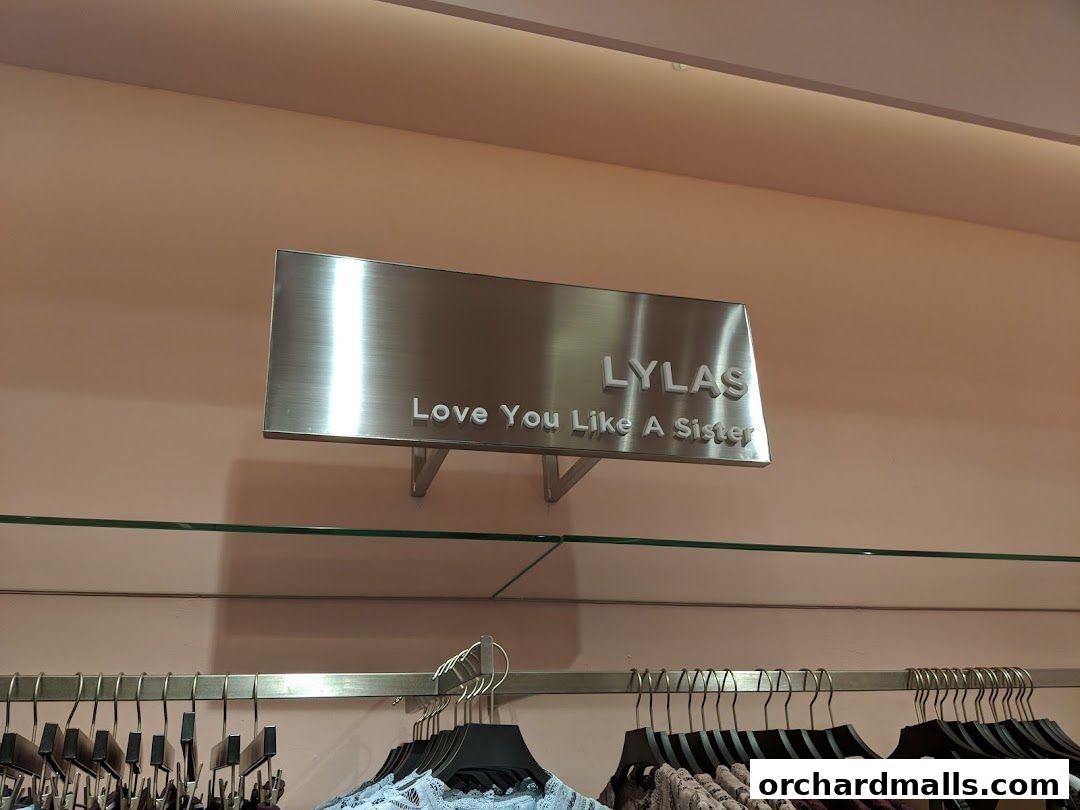 LYLAS
Love You Like A Sister
orchardmalls.com